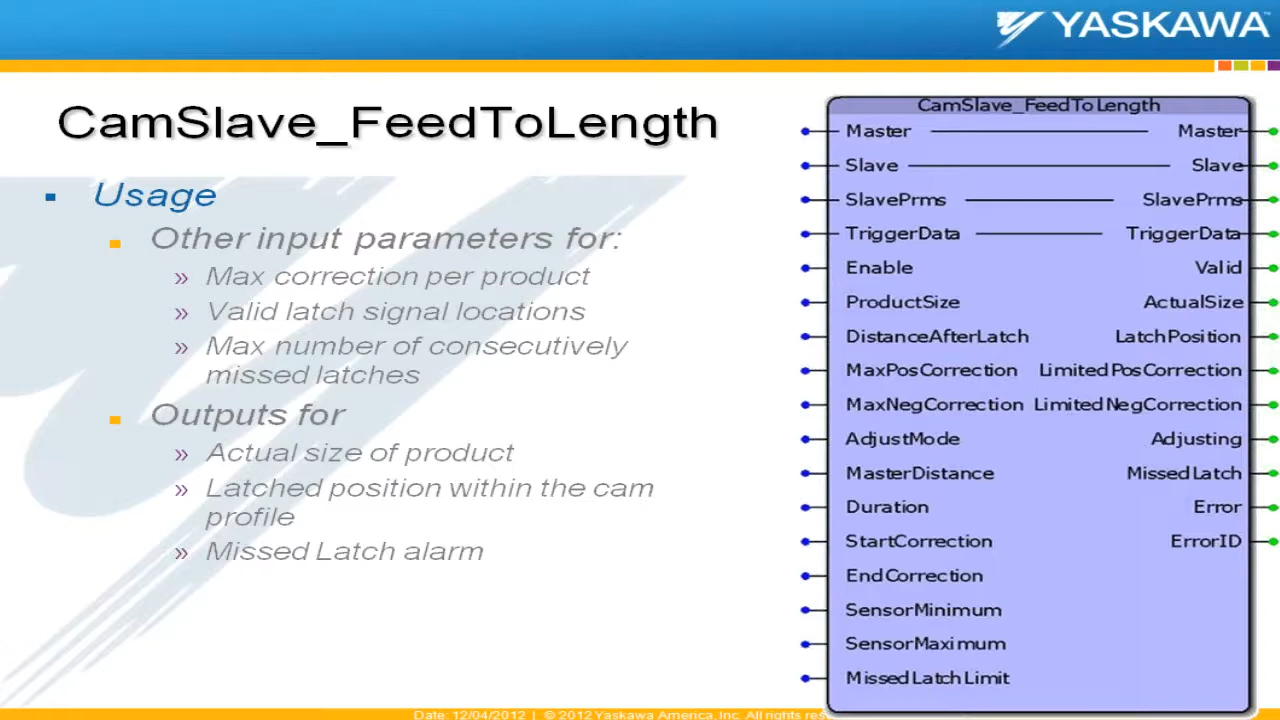 YASKAWA
CamSlave_FeedToLength
Usage
Other input parameters for:
» Max correction per product
» Valid latch signal locations
» Max number of consecutively
missed latches
Outputs for
» Actual size of product
» Latched position within the cam
profile
» Missed Latch alarm
CamSlave_FeedToLength
Master Master
Slave Slave
SlavePrms SlavePrms
TriggerData TriggerData
Enable Valid
ProductSize ActualSize
DistanceAfterLatch LatchPosition
MaxPosCorrection LimitedPosCorrection
MaxNegCorrection LimitedNegCorrection
AdjustMode Adjusting
MasterDistance MissedLatch
Duration Error
StartCorrection ErrorID
EndCorrection
SensorMinimum
SensorMaximum
MissedLatchLimit
Date: 12/04/2012 | © 2012 Yaskawa America, Inc. All rights